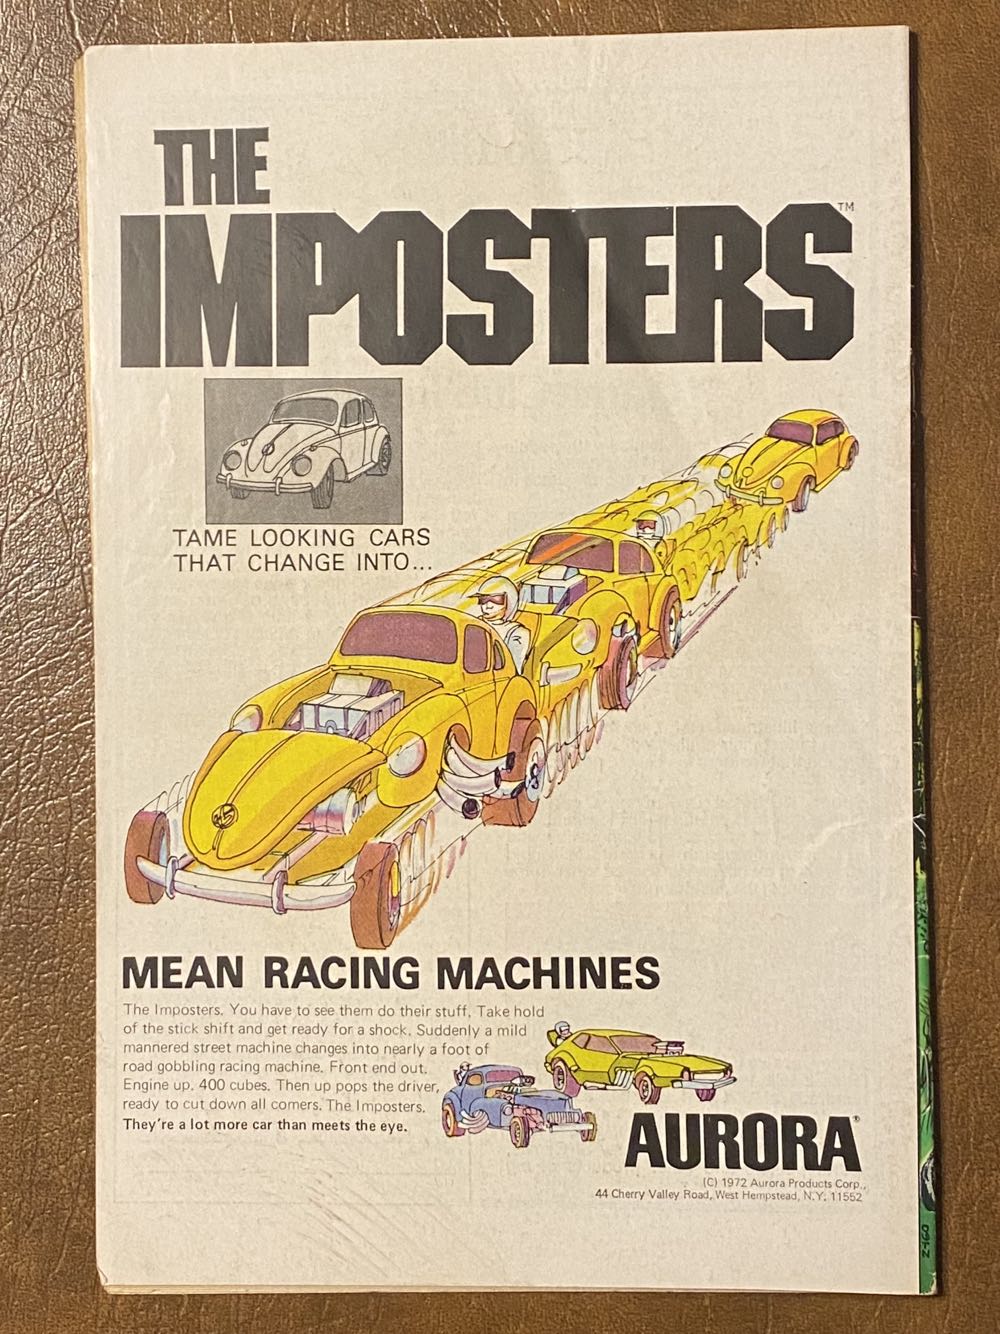 THE
IMPOSTERS™
TAME LOOKING CARS
THAT CHANGE INTO...
MEAN RACING MACHINES
The Imposters. You have to see them do their stuff. Take hold
of the stick shift and get ready for a shock. Suddenly a mild
mannered street machine changes into nearly a foot of
road gobbling racing machine. Front end out.
Engine up. 400 cubes. Then up pops the driver,
ready to cut down all comers. The Imposters.
They're a lot more car than meets the eye.
AURORA®
(C) 1972 Aurora Products Corp.,
44 Cherry Valley Road, West Hempstead, N.Y. 11552